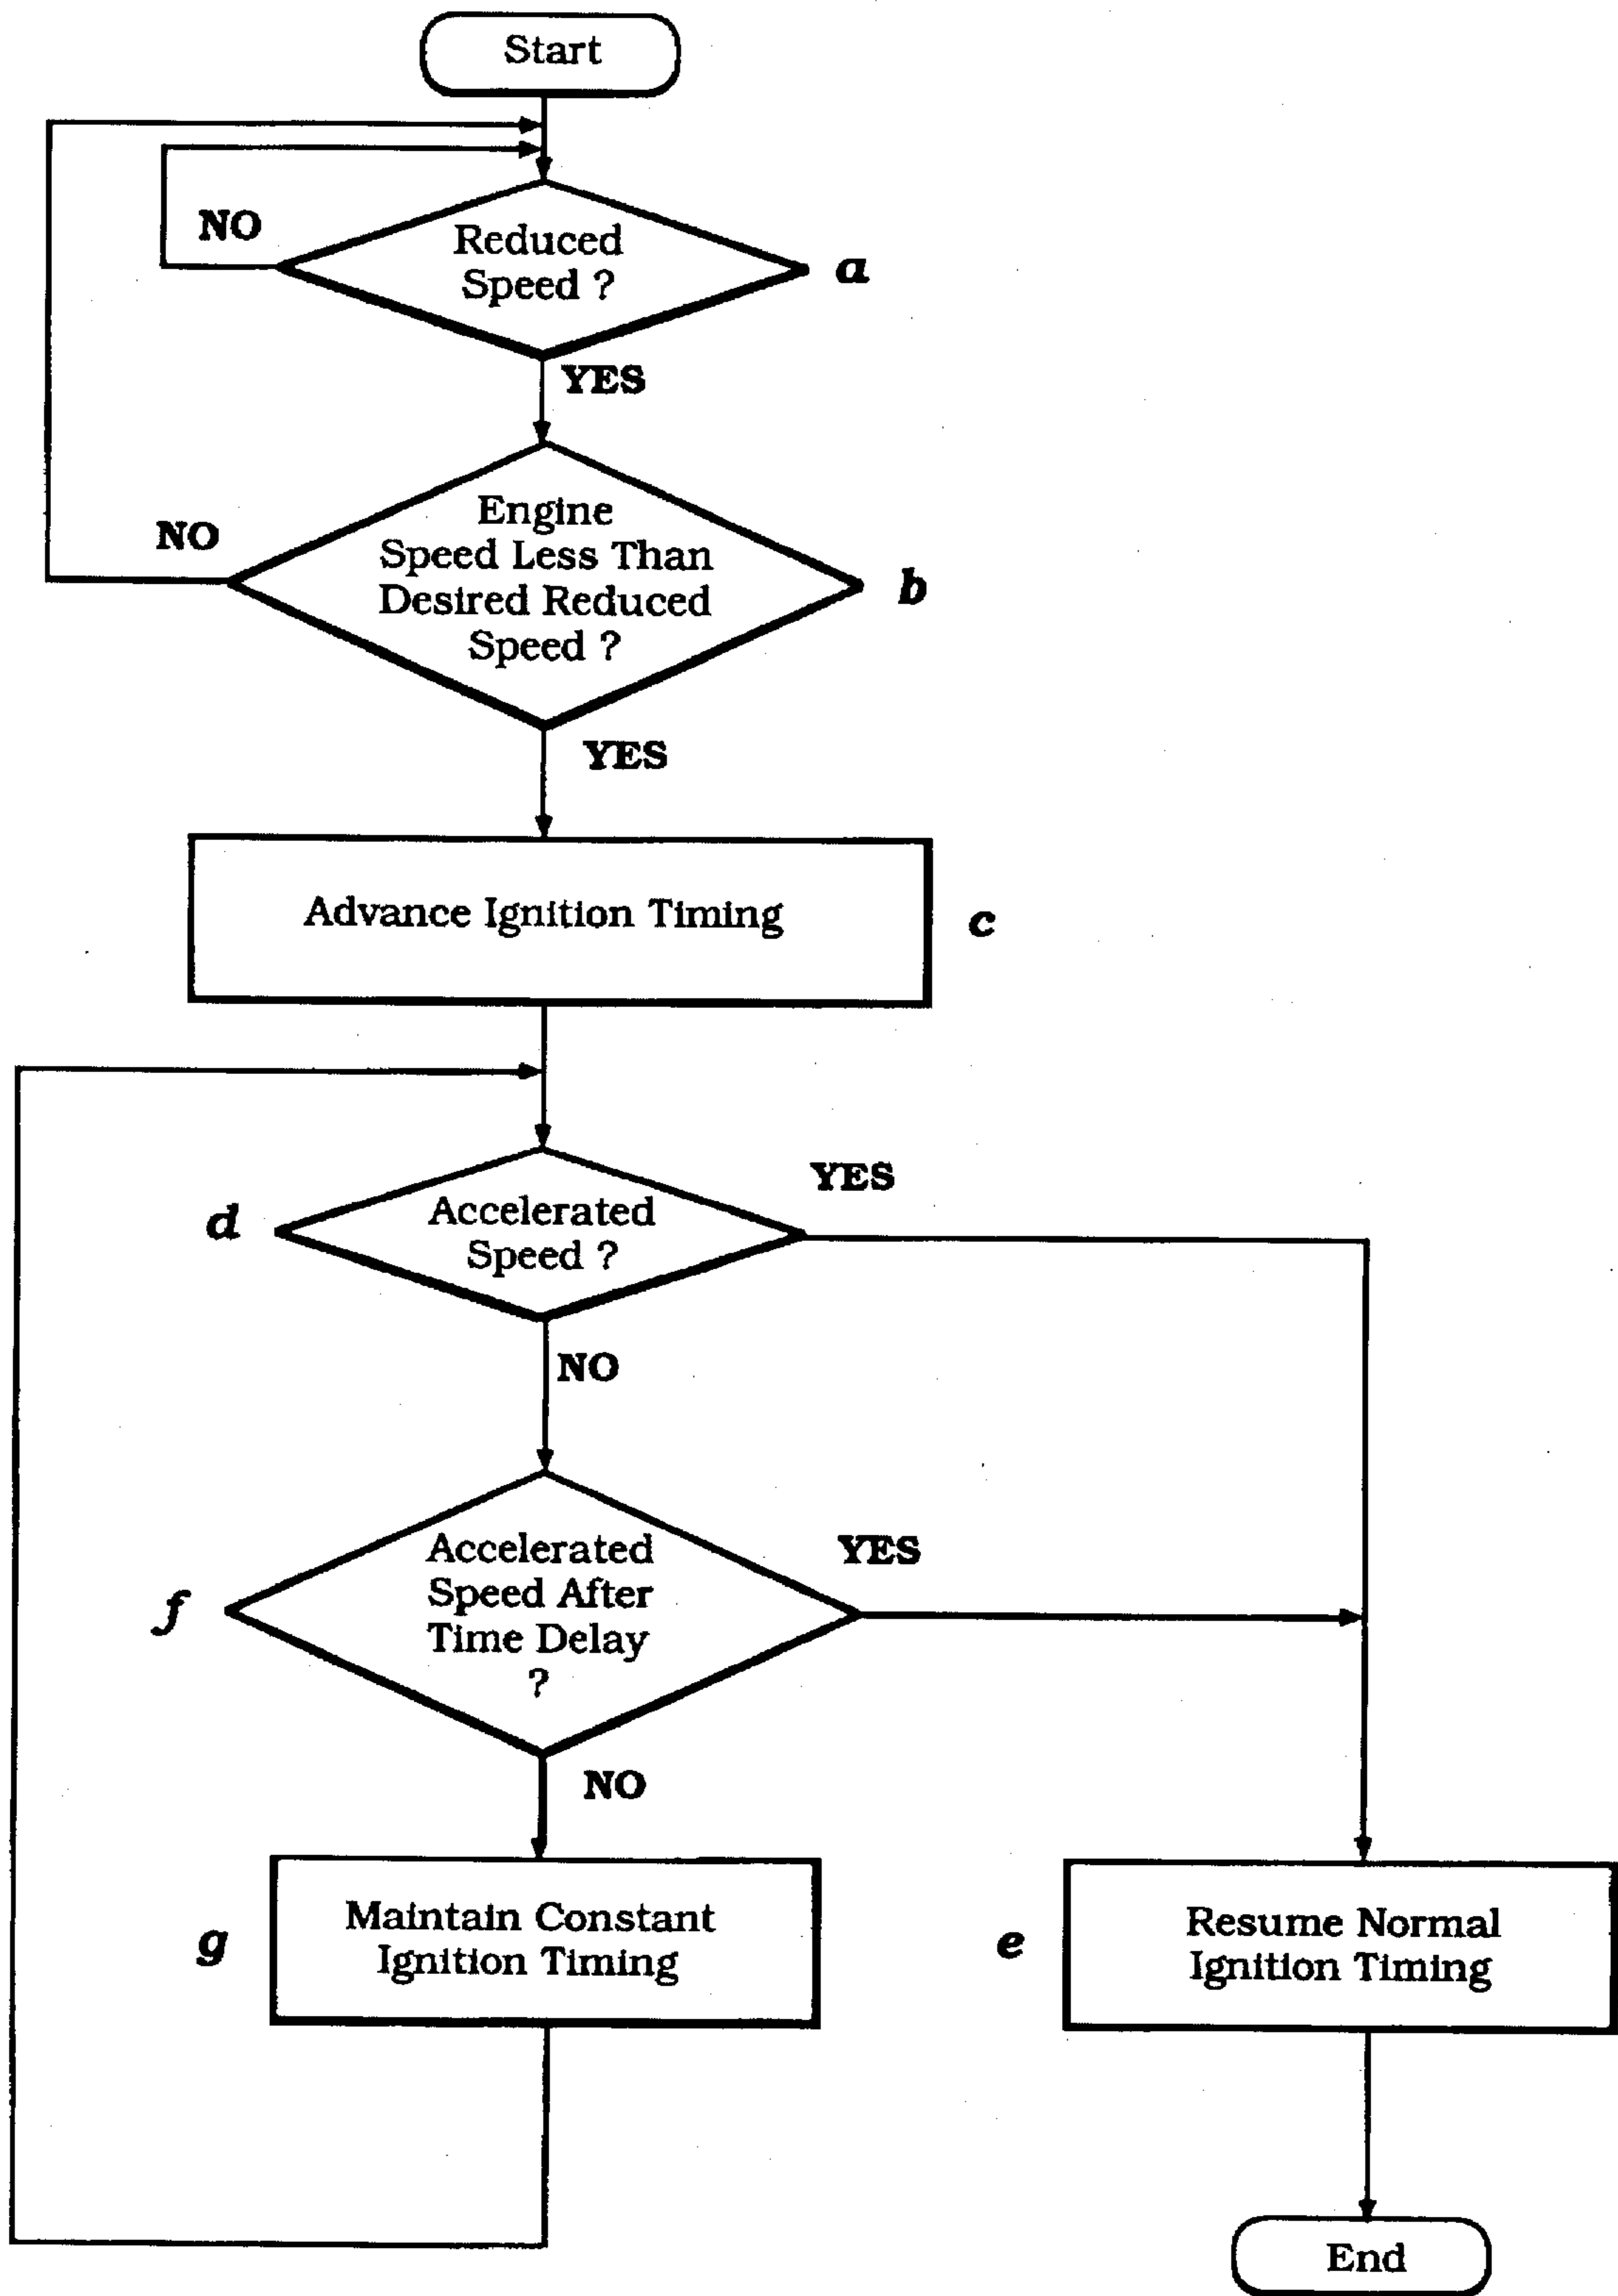 Start
NO
Reduced
Speed ?
a
YES
NO
Engine
Speed Less Than
Desired Reduced
Speed ?
b
YES
Advance Ignition Timing
c
d
Accelerated
Speed ?
YES
NO
f
Accelerated
Speed After
Time Delay
?
YES
NO
g
Maintain Constant
Ignition Timing
e
Resume Normal
Ignition Timing
End